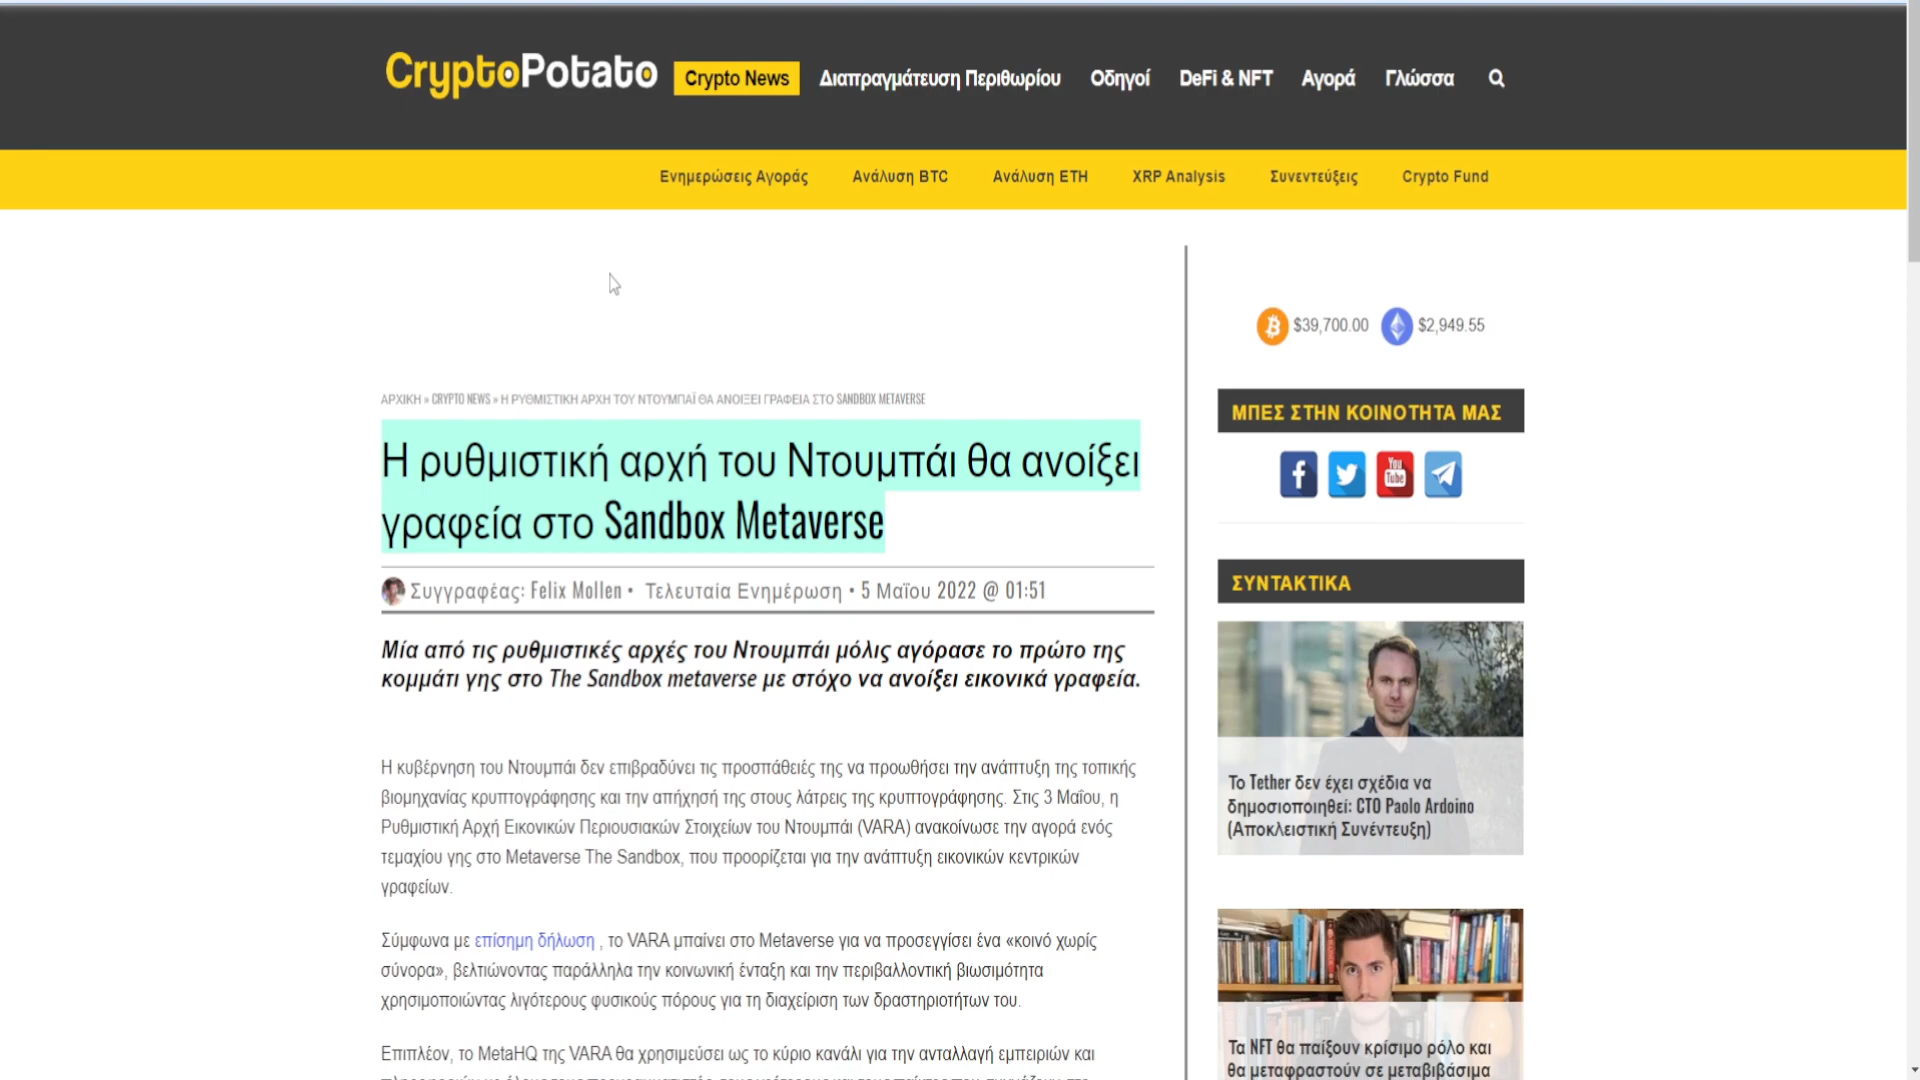 CryptoPotato
Crypto News
Διαπραγμάτευση Περιθωρίου
Οδηγοί
DeFi & NFT
Αγορά
Γλώσσα
Ενημερώσεις Αγοράς
Ανάλυση BTC
Ανάλυση ETH
XRP Analysis
Συνεντεύξεις
Crypto Fund
ΑΡΧΙΚΗ » CRYPTO NEWS » Η ΡΥΘΜΙΣΤΙΚΗ ΑΡΧΗ ΤΟΥ ΝΤΟΥΜΠΑΪ ΘΑ ΑΝΟΙΞΕΙ ΓΡΑΦΕΙΑ ΣΤΟ SANDBOX METAVERSE
Η ρυθμιστική αρχή του Ντουμπάι θα ανοίξει
γραφεία στο Sandbox Metaverse
Συγγραφέας: Felix Mollen • Τελευταία Ενημέρωση • 5 Μαΐου 2022 @ 01:51
Μία από τις ρυθμιστικές αρχές του Ντουμπάι μόλις αγόρασε το πρώτο της
κομμάτι γης στο The Sandbox metaverse με στόχο να ανοίξει εικονικά γραφεία.
Η κυβέρνηση του Ντουμπάι δεν επιβραδύνει τις προσπάθειές της να προωθήσει την ανάπτυξη της τοπικής
βιομηχανίας κρυπτογράφησης και την απήχησή της στους λάτρεις της κρυπτογράφησης. Στις 3 Μαΐου, η
Ρυθμιστική Αρχή Εικονικών Περιουσιακών Στοιχείων του Ντουμπάι (VARA) ανακοίνωσε την αγορά ενός
τεμαχίου γης στο Metaverse The Sandbox, που προορίζεται για την ανάπτυξη εικονικών κεντρικών
γραφείων.
Σύμφωνα με επίσημη δήλωση , το VARA μπαίνει στο Metaverse για να προσεγγίσει ένα «κοινό χωρίς
σύνορα», βελτιώνοντας παράλληλα την κοινωνική ένταξη και την περιβαλλοντική βιωσιμότητα
χρησιμοποιώντας λιγότερους φυσικούς πόρους για τη διαχείριση των δραστηριοτήτων του.
Επιπλέον, το MetaHQ της VARA θα χρησιμεύσει ως το κύριο κανάλι για την ανταλλαγή εμπειριών και
$39,700.00
$2,949.55
ΜΠΕΣ ΣΤΗΝ ΚΟΙΝΟΤΗΤΑ ΜΑΣ
You
Tube
ΣΥΝΤΑΚΤΙΚΑ
Το Tether δεν έχει σχέδια να
δημοσιοποιηθεί: CTO Paolo Ardoino
(Αποκλειστική Συνέντευξη)
Τα NFT θα παίξουν κρίσιμο ρόλο και
θα μεταφραστούν σε μεταβιβάσιμα